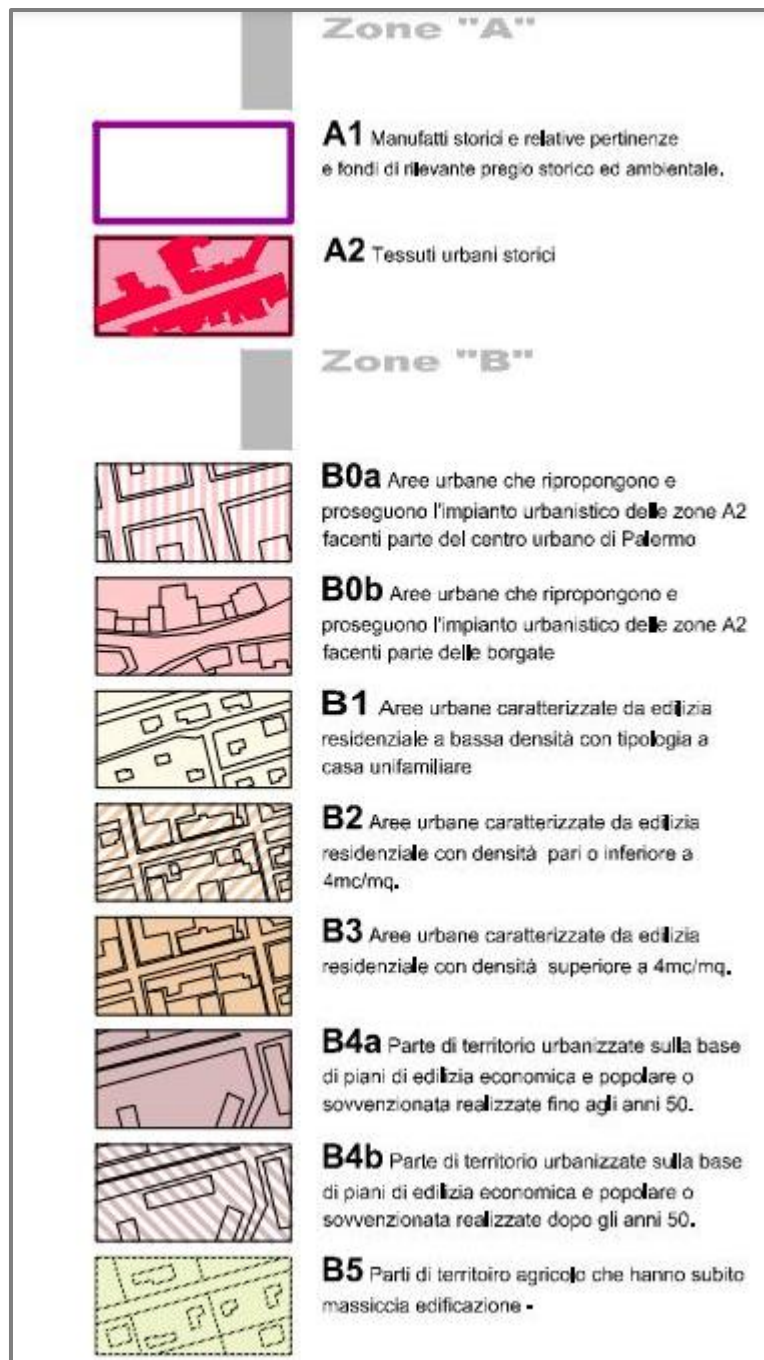 Zone "A"
A1 Manufatti storici e relative pertinenze
e fondi di rilevante pregio storico ed ambientale.
A2 Tessuti urbani storici
Zone "B"
B0a Aree urbane che ripropongono e
proseguono l'impianto urbanistico delle zone A2
facenti parte del centro urbano di Palermo
B0b Aree urbane che ripropongono e
proseguono l'impianto urbanistico delle zone A2
facenti parte delle borgate
B1 Aree urbane caratterizzate da edilizia
residenziale a bassa densità con tipologia a
casa unifamiliare
B2 Aree urbane caratterizzate da edilizia
residenziale con densità pari o inferiore a
4mc/mq.
B3 Aree urbane caratterizzate da edilizia
residenziale con densità superiore a 4mc/mq.
B4a Parte di territorio urbanizzate sulla base
di piani di edilizia economica e popolare o
sovvenzionata realizzate fino agli anni 50.
B4b Parte di territorio urbanizzate sulla base
di piani di edilizia economica e popolare o
sovvenzionata realizzate dopo gli anni 50.
B5 Parti di territoiro agricolo che hanno subito
massiccia edificazione -